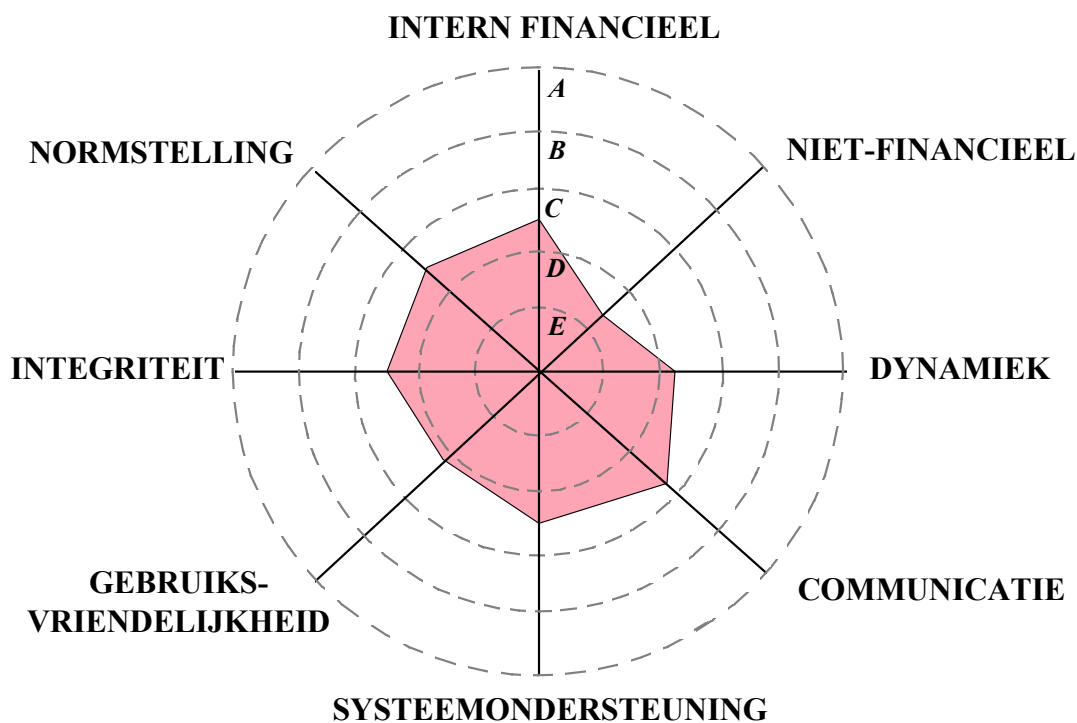 INTERN FINANCIEEL
A
NORMSTELLING
B
NIET-FINANCIEEL
C
D
E
INTEGRITEIT
DYNAMIEK
GEBRUIKS-
VRIENDELIJKHEID
COMMUNICATIE
SYSTEEMONDERSTEUNING